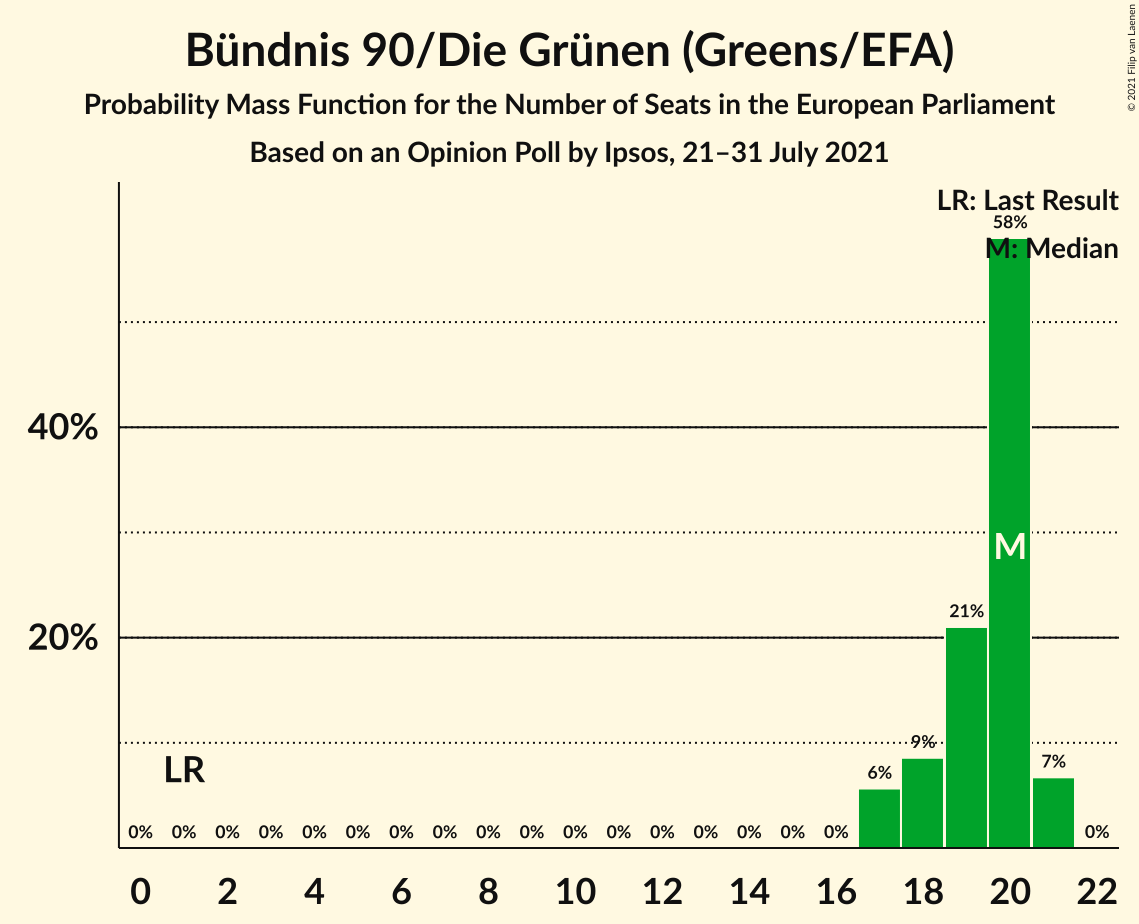 Bündnis 90/Die Grünen (Greens/EFA)
Probability Mass Function for the Number of Seats in the European Parliament
Based on an Opinion Poll by Ipsos, 21–31 July 2021
© 2021 Filip van Laenen
LR: Last Result
58%
M: Median
40%
M
21%
20%
9%
LR
6%
7%
0% 0% 0% 0% 0% 0% 0% 0% 0% 0% 0% 0% 0% 0% 0% 0% 0% 0%
0 2 4 6 8 10 12 14 16 18 20 22